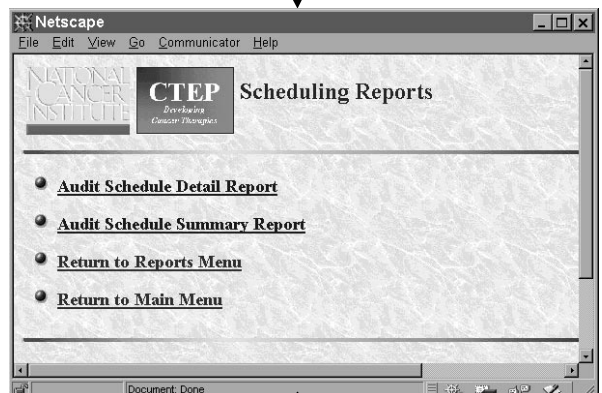 Netscape
File Edit View Go Communicator Help
NATIONAL
CANCER
INSTITUTE
CTEP
Developing
Cancer Therapies
Scheduling Reports
Audit Schedule Detail Report
Audit Schedule Summary Report
Return to Reports Menu
Return to Main Menu
Document: Done